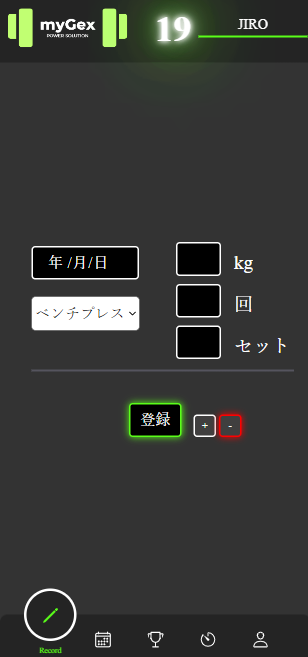 myGex
POWER SOLUTION
19
JIRO
年 /月/日
kg
ベンチプレス
回
セット
登録
+
-
Record